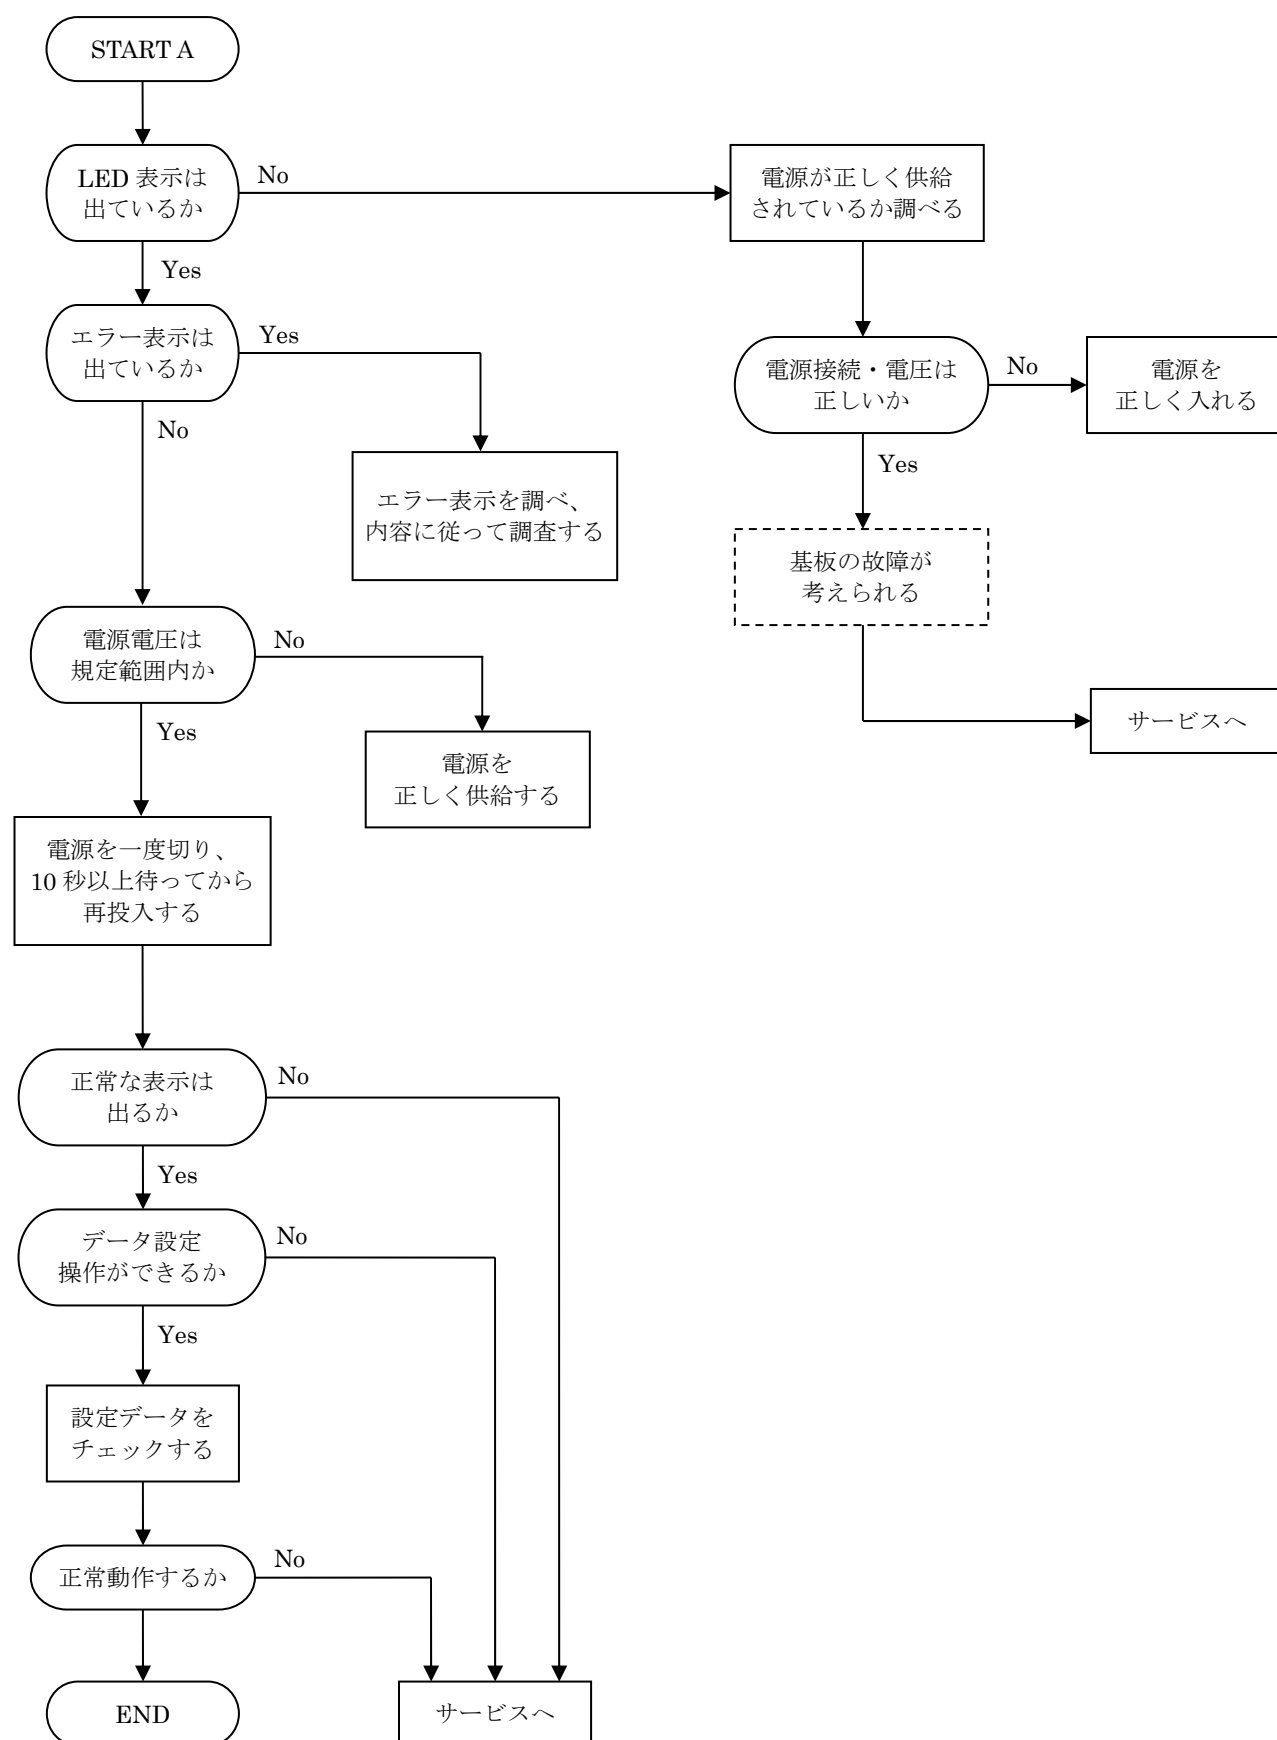 START A
LED 表示は
出ているか
No
電源が正しく供給
されているか調べる
Yes
エラー表示は
出ているか
Yes
電源接続・電圧は
正しいか
No
電源を
正しく入れる
No
Yes
エラー表示を調べ、
内容に従って調査する
基板の故障が
考えられる
電源電圧は
規定範囲内か
No
サービスへ
Yes
電源を
正しく供給する
電源を一度切り、
10 秒以上待ってから
再投入する
正常な表示は
出るか
No
Yes
データ設定
操作ができるか
No
Yes
設定データを
チェックする
正常動作するか
No
END
サービスへ